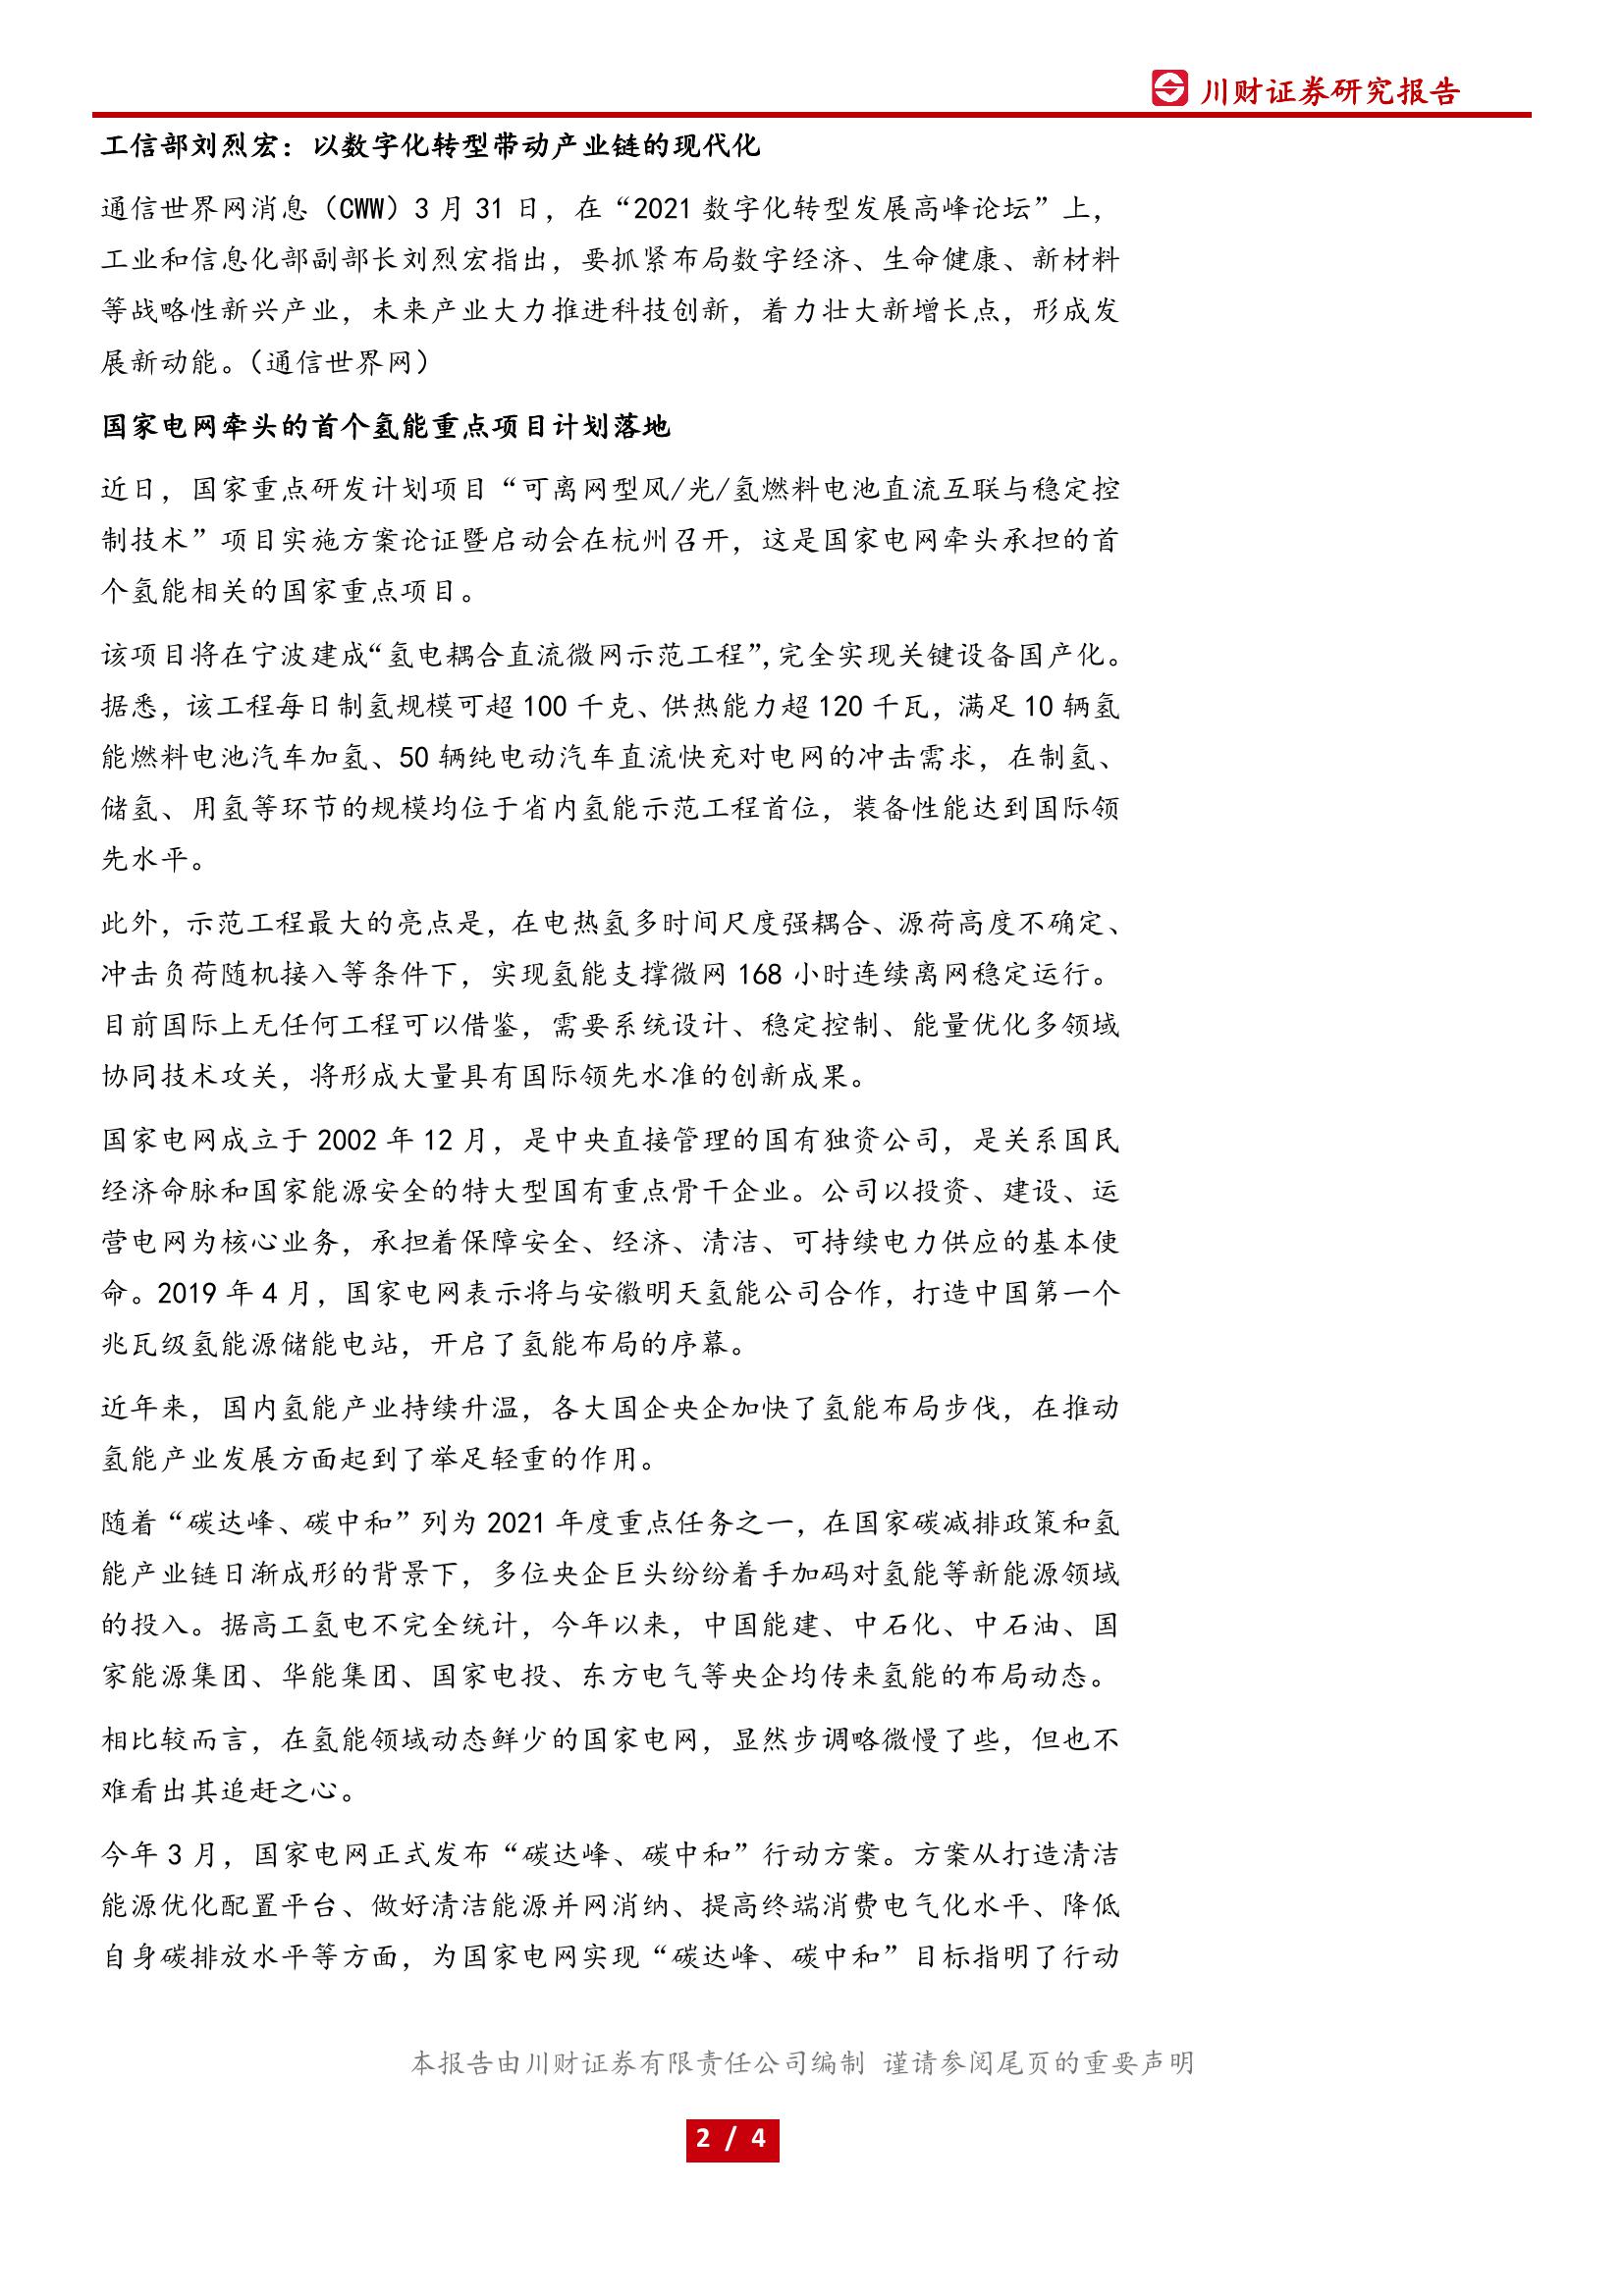 川财证券研究报告
工信部刘烈宏：以数字化转型带动产业链的现代化
通信世界网消息（CWW）3 月 31 日，在“2021 数字化转型发展高峰论坛”上，
工业和信息化部副部长刘烈宏指出，要抓紧布局数字经济、生命健康、新材料
等战略性新兴产业，未来产业大力推进科技创新，着力壮大新增长点，形成发
展新动能。（通信世界网）
国家电网牵头的首个氢能重点项目计划落地
近日，国家重点研发计划项目“可离网型风/光/氢燃料电池直流互联与稳定控
制技术”项目实施方案论证暨启动会在杭州召开，这是国家电网牵头承担的首
个氢能相关的国家重点项目。
该项目将在宁波建成“氢电耦合直流微网示范工程”，完全实现关键设备国产化。
据悉，该工程每日制氢规模可超 100 千克、供热能力超 120 千瓦，满足 10 辆氢
能燃料电池汽车加氢、50 辆纯电动汽车直流快充对电网的冲击需求，在制氢、
储氢、用氢等环节的规模均位于省内氢能示范工程首位，装备性能达到国际领
先水平。
此外，示范工程最大的亮点是，在电热氢多时间尺度强耦合、源荷高度不确定、
冲击负荷随机接入等条件下，实现氢能支撑微网 168 小时连续离网稳定运行。
目前国际上无任何工程可以借鉴，需要系统设计、稳定控制、能量优化多领域
协同技术攻关，将形成大量具有国际领先水准的创新成果。
国家电网成立于 2002 年 12 月，是中央直接管理的国有独资公司，是关系国民
经济命脉和国家能源安全的特大型国有重点骨干企业。公司以投资、建设、运
营电网为核心业务，承担着保障安全、经济、清洁、可持续电力供应的基本使
命。2019 年 4 月，国家电网表示将与安徽明天氢能公司合作，打造中国第一个
兆瓦级氢能源储能电站，开启了氢能布局的序幕。
近年来，国内氢能产业持续升温，各大国企央企加快了氢能布局步伐，在推动
氢能产业发展方面起到了举足轻重的作用。
随着“碳达峰、碳中和”列为 2021 年度重点任务之一，在国家碳减排政策和氢
能产业链日渐成形的背景下，多位央企巨头纷纷着手加码对氢能等新能源领域
的投入。据高工氢电不完全统计，今年以来，中国能建、中石化、中石油、国
家能源集团、华能集团、国家电投、东方电气等央企均传来氢能的布局动态。
相比较而言，在氢能领域动态鲜少的国家电网，显然步调略微慢了些，但也不
难看出其追赶之心。
今年 3 月，国家电网正式发布“碳达峰、碳中和”行动方案。方案从打造清洁
能源优化配置平台、做好清洁能源并网消纳、提高终端消费电气化水平、降低
自身碳排放水平等方面，为国家电网实现“碳达峰、碳中和”目标指明了行动
本报告由川财证券有限责任公司编制 谨请参阅尾页的重要声明
2 / 4